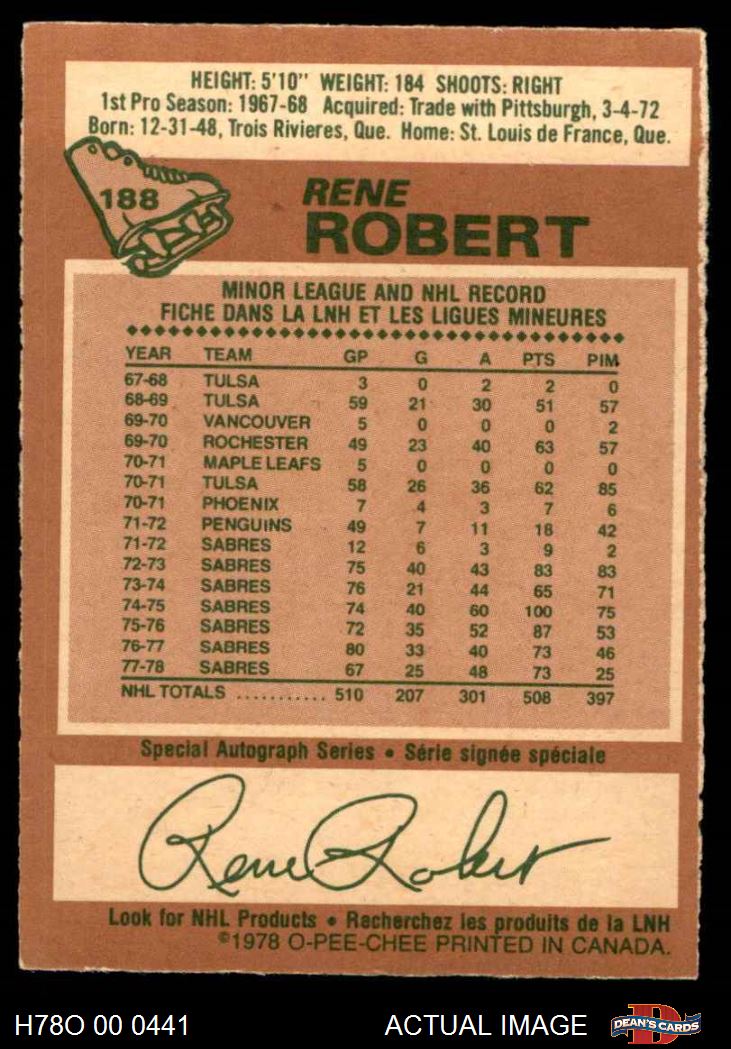 HEIGHT: 5'10" WEIGHT: 184 SHOOTS: RIGHT
1st Pro Season: 1967-68 Acquired: Trade with Pittsburgh, 3-4-72
Born: 12-31-48, Trois Rivieres, Que. Home: St. Louis de France, Que.
188
RENE
ROBERT
MINOR LEAGUE AND NHL RECORD
FICHE DANS LA LNH ET LES LIGUES MINEURES
YEAR TEAM GP G A PTS PIM
67-68 TULSA 3 0 2 2 0
68-69 TULSA 59 21 30 51 57
69-70 VANCOUVER 5 0 0 0 2
69-70 ROCHESTER 49 23 40 63 57
70-71 MAPLE LEAFS 5 0 0 0 0
70-71 TULSA 58 26 36 62 85
70-71 PHOENIX 7 4 3 7 6
71-72 PENGUINS 49 7 11 18 42
71-72 SABRES 12 6 3 9 2
72-73 SABRES 75 40 43 83 83
73-74 SABRES 76 21 44 65 71
74-75 SABRES 74 40 60 100 75
75-76 SABRES 72 35 52 87 53
76-77 SABRES 80 33 40 73 46
77-78 SABRES 67 25 48 73 25
NHL TOTALS ........... 510 207 301 508 397
Special Autograph Series • Série signée spéciale
Rene Robert
Look for NHL Products • Recherchez les produits de la LNH
©1978 O-PEE-CHEE PRINTED IN CANADA.
H78O 00 0441 ACTUAL IMAGE D DEAN'S CARDS